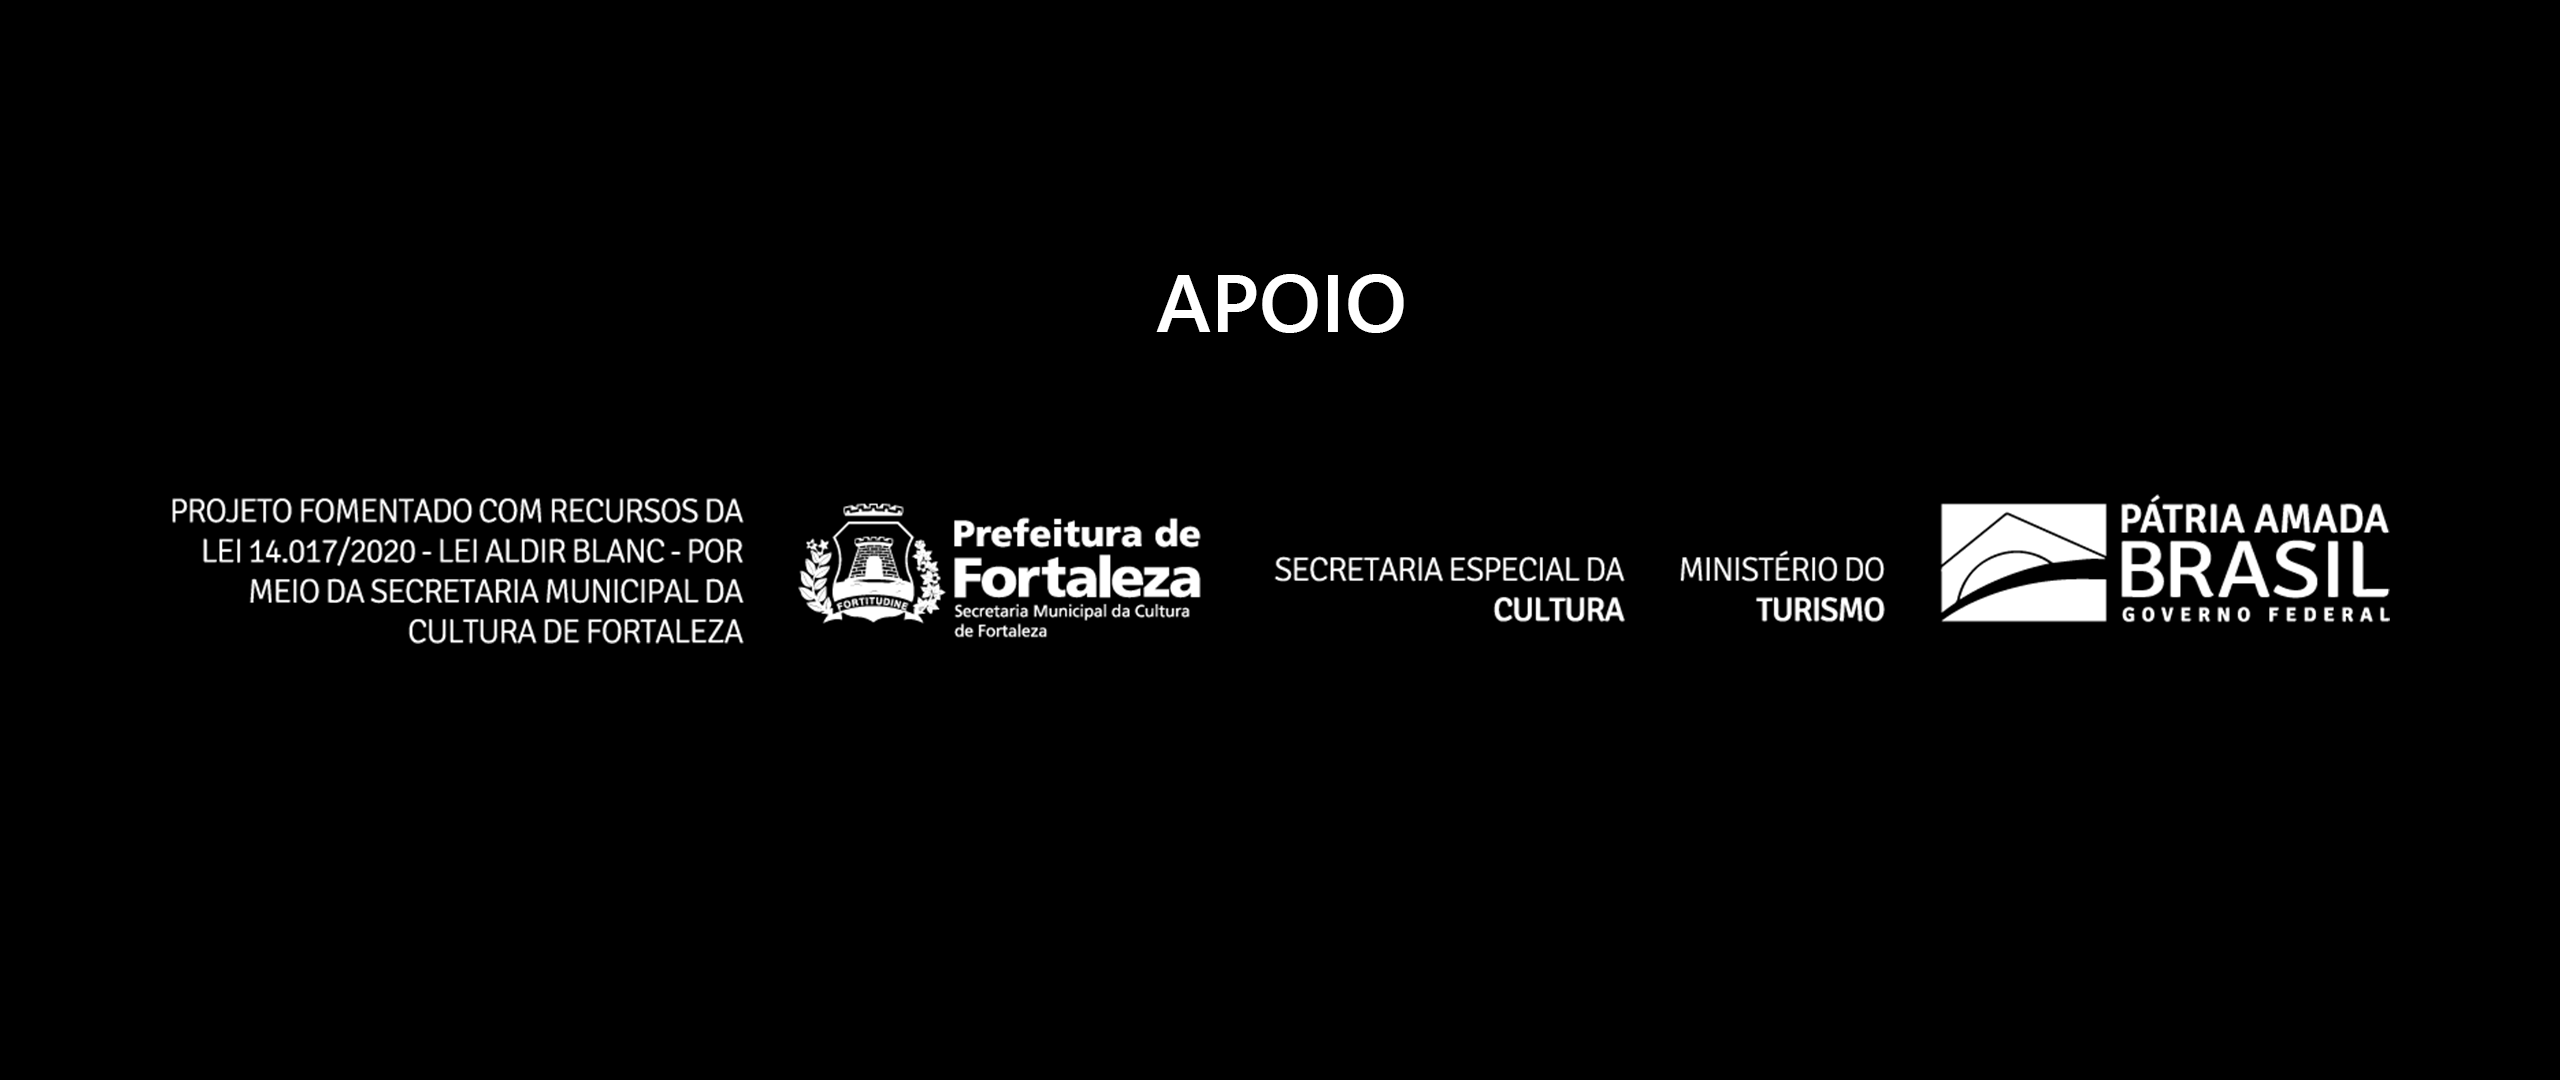 APOIO
PROJETO FOMENTADO COM RECURSOS DA
LEI 14.017/2020 - LEI ALDIR BLANC - POR
MEIO DA SECRETARIA MUNICIPAL DA
CULTURA DE FORTALEZA
FORTITUDINE
Prefeitura de
Fortaleza
Secretaria Municipal da Cultura
de Fortaleza
SECRETARIA ESPECIAL DA
CULTURA
MINISTÉRIO DO
TURISMO
PÁTRIA AMADA
BRASIL
GOVERNO FEDERAL